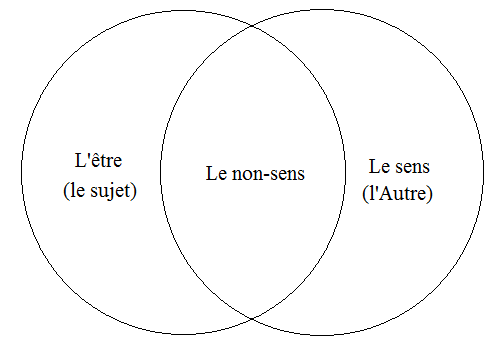 L'être
(le sujet)
Le non-sens
Le sens
(l'Autre)